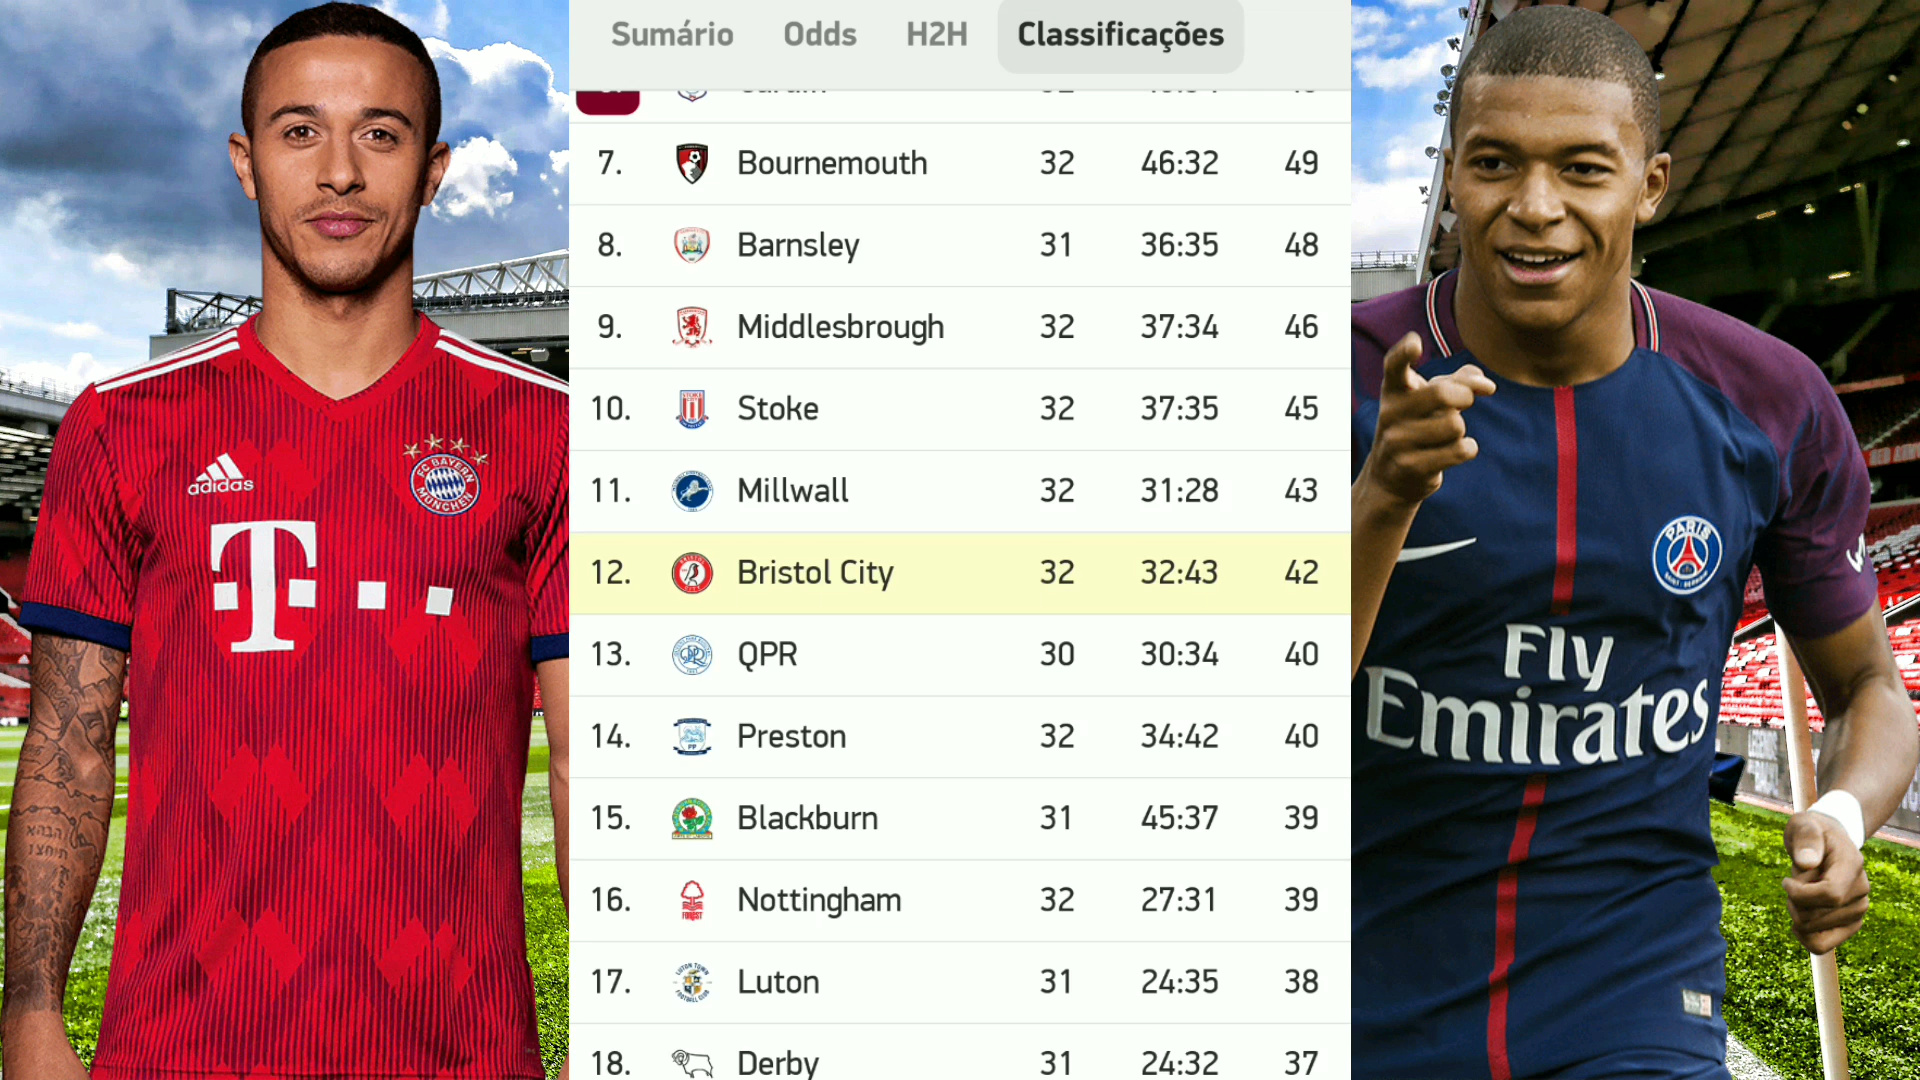 Sumário Odds H2H Classificações
7. Bournemouth 32 46:32 49
8. Barnsley 31 36:35 48
9. Middlesbrough 32 37:34 46
10. Stoke 32 37:35 45
11. Millwall 32 31:28 43
12. Bristol City 32 32:43 42
13. QPR 30 30:34 40
14. Preston 32 34:42 40
15. Blackburn 31 45:37 39
16. Nottingham 32 27:31 39
17. Luton 31 24:35 38
18. Derby 31 24:32 37
adidas
FC BAYERN
MÜNCHEN
T
PARIS
SAINT-GERMAIN
Fly
Emirates